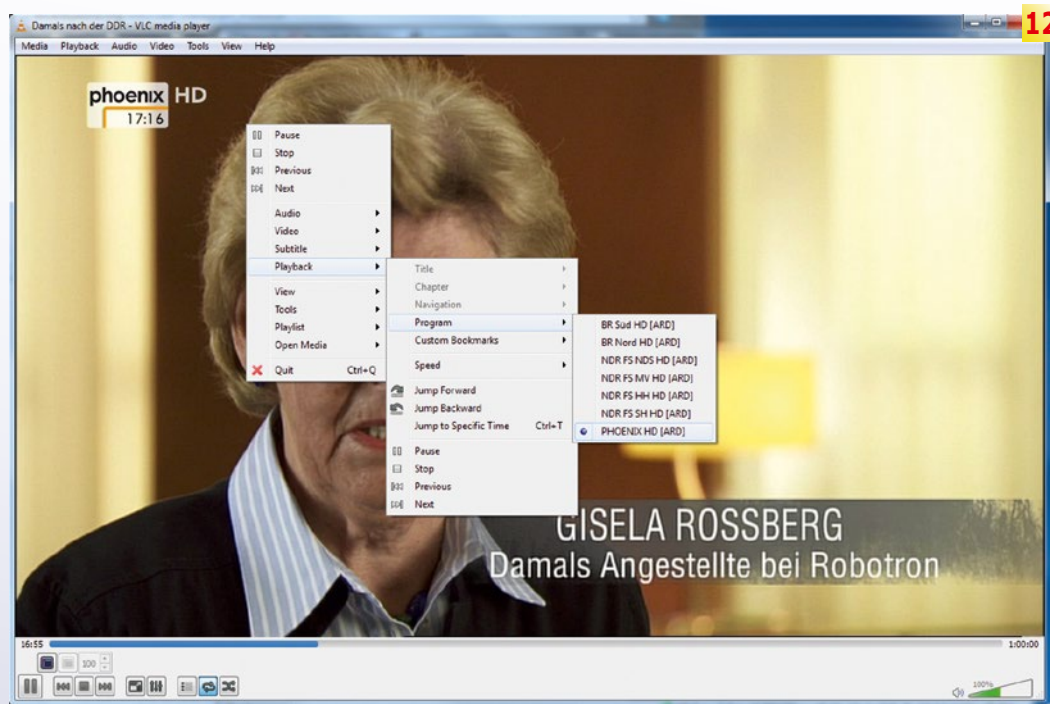 Damals nach der DDR - VLC media player
12
Media Playback Audio Video Tools View Help
phoenix HD
17:16
Pause
Stop
Previous
Next
Audio
Video
Subtitle
Playback
View
Tools
Playlist
Open Media
Quit Ctrl+Q
Title
Chapter
Navigation
Program
Custom Bookmarks
Speed
Jump Forward
Jump Backward
Jump to Specific Time Ctrl+T
Pause
Stop
Previous
Next
BR Süd HD [ARD]
BR Nord HD [ARD]
NDR FS NDS HD [ARD]
NDR FS MV HD [ARD]
NDR FS HH HD [ARD]
NDR FS SH HD [ARD]
PHOENIX HD [ARD]
GISELA ROSSBERG
Damals Angestellte bei Robotron
16:55 1:00:00
100
100%